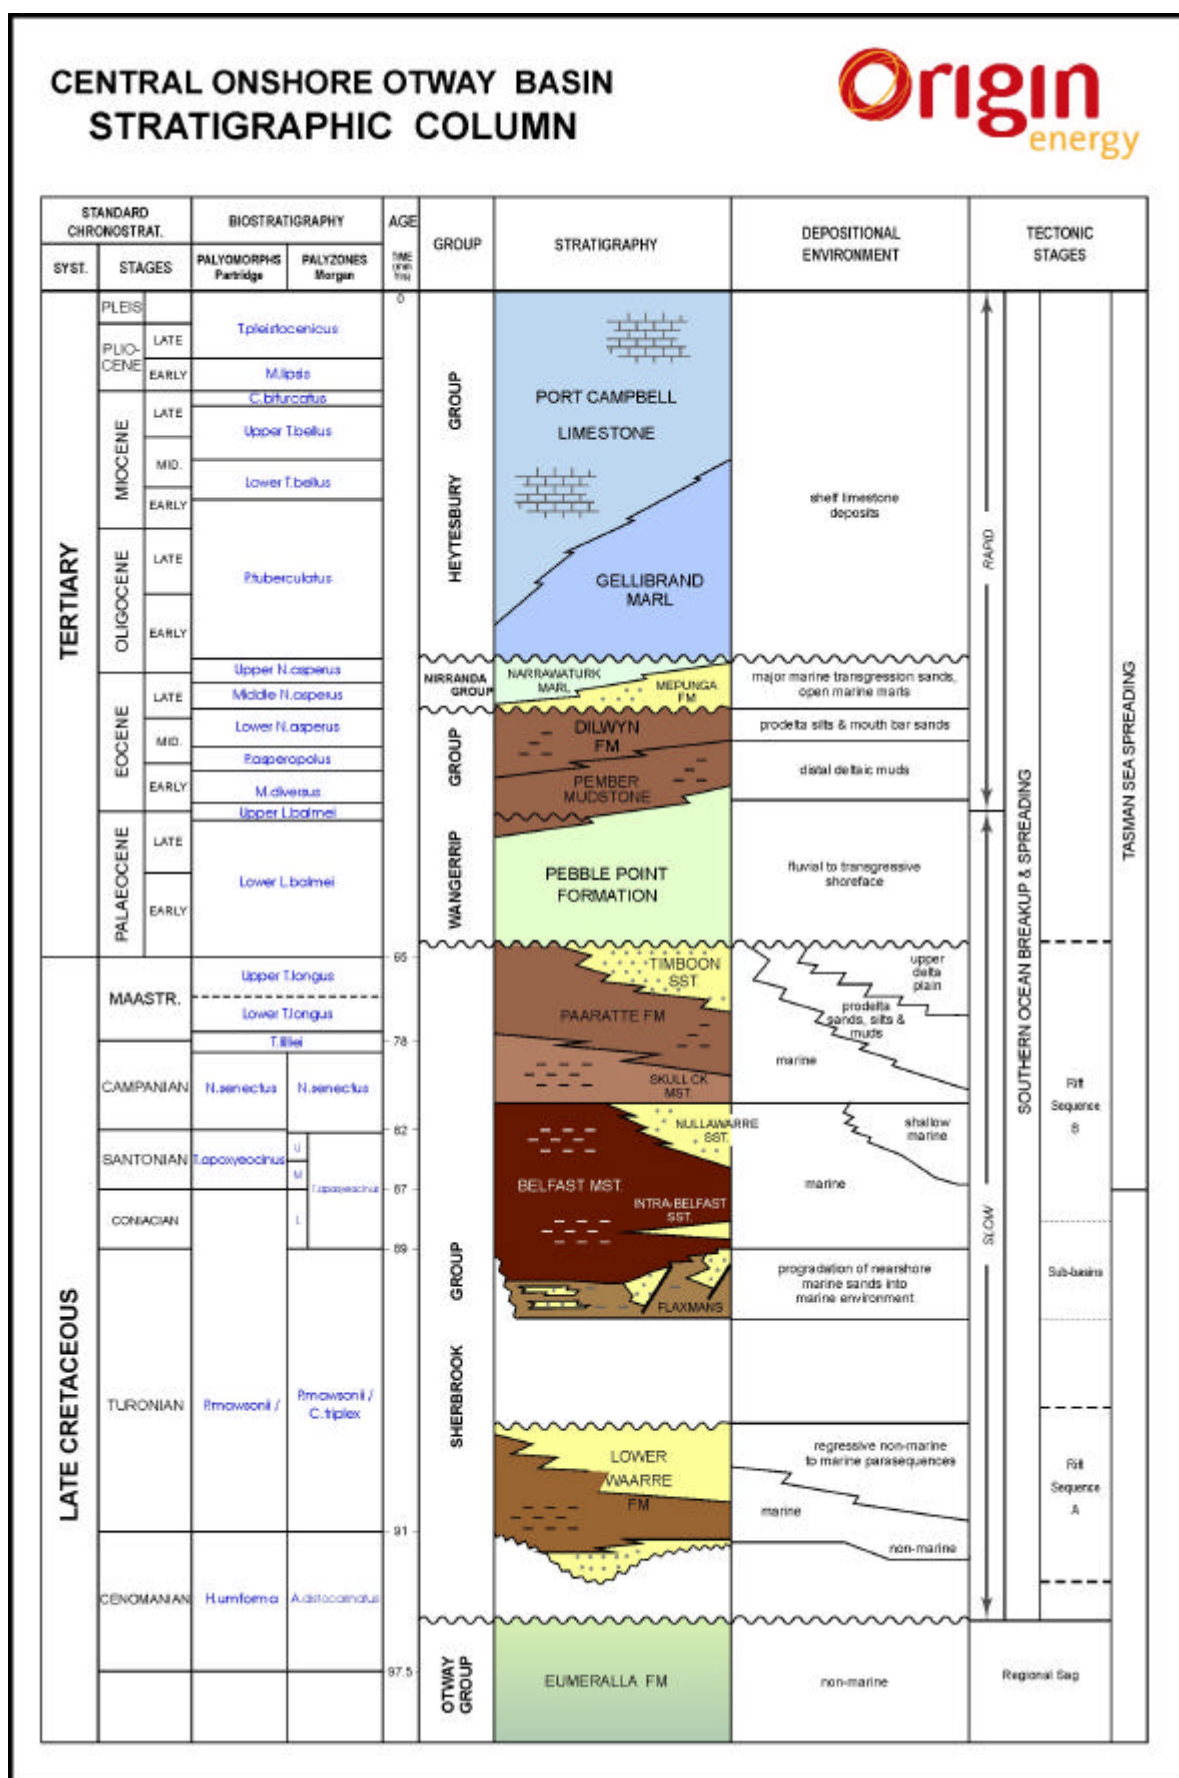 CENTRAL ONSHORE OTWAY BASIN
STRATIGRAPHIC COLUMN
Origin
energy
STANDARD
CHRONOSTRAT.
BIOSTRATIGRAPHY
AGE
GROUP
STRATIGRAPHY
DEPOSITIONAL
ENVIRONMENT
TECTONIC
STAGES
SYST.
STAGES
PALYOMORPHS
Partridge
PALYZONES
Morgan
TIME
TERTIARY
LATE CRETACEOUS
PLEIS
PLIO-
CENE
LATE
EARLY
MIOCENE
LATE
MID.
EARLY
OLIGOCENE
LATE
EARLY
EOCENE
LATE
MID.
EARLY
PALAEOCENE
LATE
EARLY
MAASTR.
CAMPANIAN
SANTONIAN
CONIACIAN
TURONIAN
CENOMANIAN
T.pleistocenicus
M.lipsis
C.bifurcatus
Upper T.bellus
Lower T.bellus
P.tuberculatus
Upper N.asperus
Middle N.asperus
Lower N.asperus
P.asperopolus
M.diversus
Upper L.balmei
Lower L.balmei
Upper T.longus
Lower T.longus
T.lillei
N.senectus
N.senectus
T.apoxyeocinus
U
M
L
T.apoxyeocinus
P.mawsonii /
P.mawsonii /
C.triplex
H.urniforma
A.distocarinatus
0
65
78
82
87
89
91
97.5
HEYTESBURY GROUP
NIRRANDA
GROUP
WANGERRIP GROUP
SHERBROOK GROUP
OTWAY
GROUP
PORT CAMPBELL
LIMESTONE
GELLIBRAND
MARL
NARRAWATURK
MARL
MEPUNGA
FM
DILWYN
FM
PEMBER
MUDSTONE
PEBBLE POINT
FORMATION
TIMBOON
SST.
PAARATTE FM
SKULL CK
MST.
NULLAWARRE
SST.
BELFAST MST.
INTRA-BELFAST
SST.
FLAXMANS
LOWER
WAARRE
FM
EUMERALLA FM
shelf limestone
deposits
major marine transgression sands,
open marine marls
prodelta silts & mouth bar sands
distal deltaic muds
fluvial to transgressive
shoreface
upper
delta
plain
prodelta
sands, silts &
muds
marine
shallow
marine
marine
progradation of nearshore
marine sands into
marine environment
regressive non-marine
to marine parasequences
marine
non-marine
non-marine
RAPID
SLOW
SOUTHERN OCEAN BREAKUP & SPREADING
TASMAN SEA SPREADING
Rift
Sequence
B
Sub-basins
Rift
Sequence
A
Regional Sag